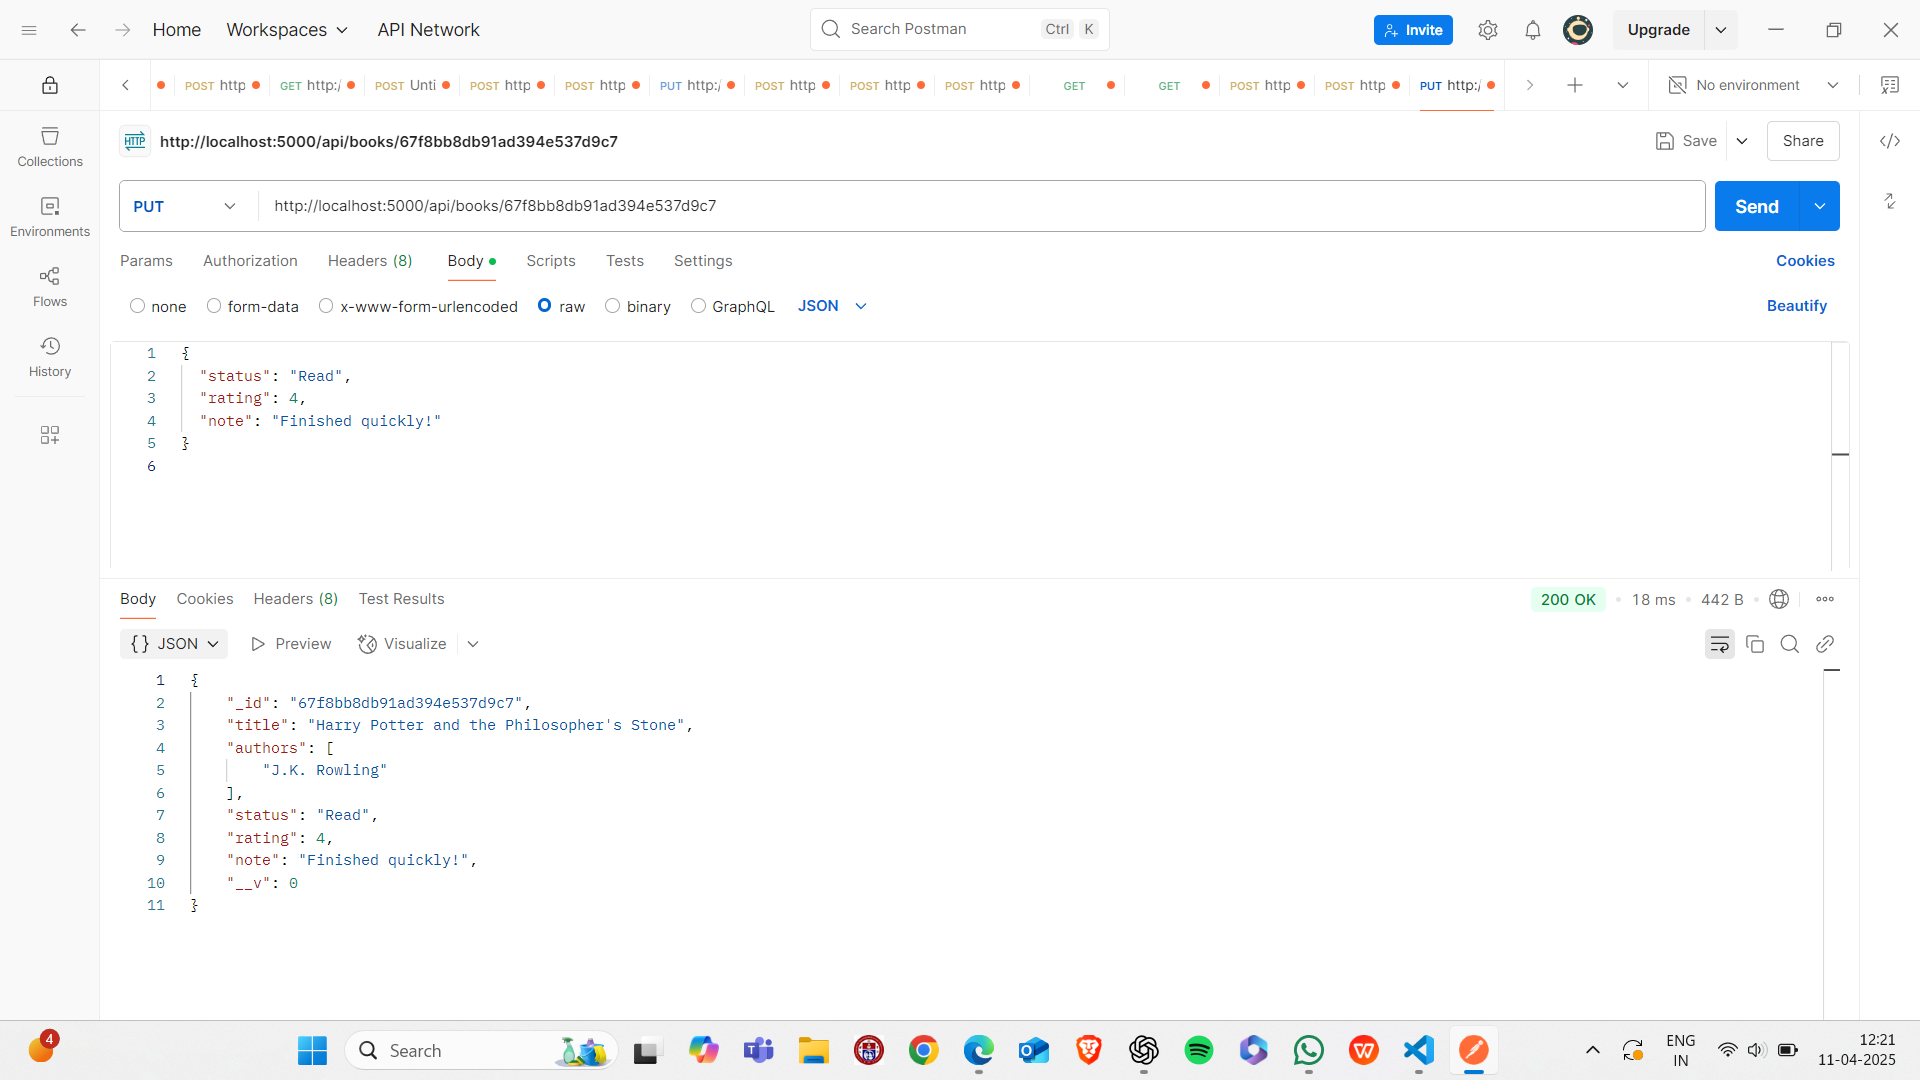 Home Workspaces API Network Search Postman Ctrl K Invite Upgrade
POST http GET http:/ POST Unti POST http POST http PUT http:/ POST http POST http POST http GET GET POST http POST http PUT http:/ No environment
Collections
Environments
Flows
History
HTTP http://localhost:5000/api/books/67f8bb8db91ad394e537d9c7 Save Share
PUT http://localhost:5000/api/books/67f8bb8db91ad394e537d9c7 Send
Params Authorization Headers (8) Body Scripts Tests Settings Cookies
none form-data x-www-form-urlencoded raw binary GraphQL JSON Beautify
1 {
2 "status": "Read",
3 "rating": 4,
4 "note": "Finished quickly!"
5 }
6
Body Cookies Headers (8) Test Results 200 OK 18 ms 442 B
{} JSON Preview Visualize
1 {
2 "_id": "67f8bb8db91ad394e537d9c7",
3 "title": "Harry Potter and the Philosopher's Stone",
4 "authors": [
5 "J.K. Rowling"
6 ],
7 "status": "Read",
8 "rating": 4,
9 "note": "Finished quickly!",
10 "__v": 0
11 }
4 Search ENG 12:21
IN 11-04-2025